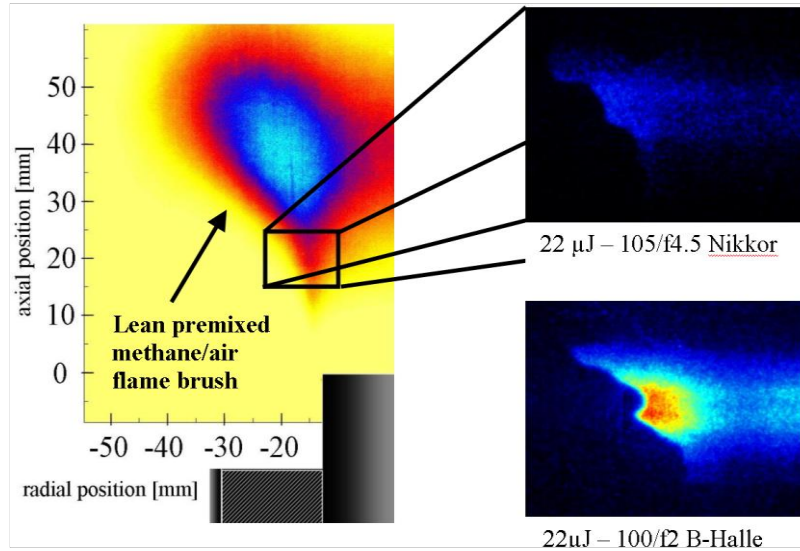 50
40
30
20
10
0
axial position [mm]
-50 -40 -30 -20
radial position [mm]
Lean premixed
methane/air
flame brush
22 µJ – 105/f4.5 Nikkor
22µJ – 100/f2 B-Halle